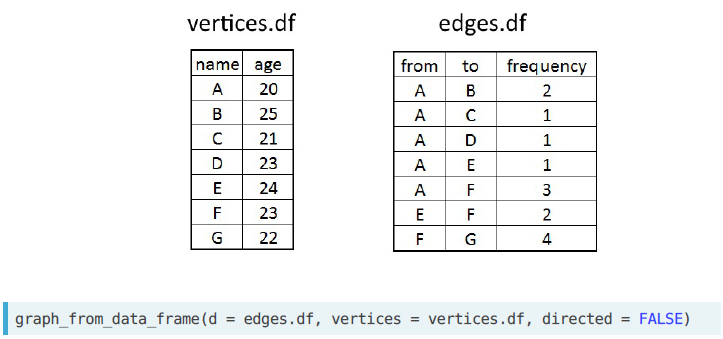 vertices.df edges.df
name age from to frequency
A 20 A B 2
B 25 A C 1
C 21 A D 1
D 23 A E 1
E 24 A F 3
F 23 E F 2
G 22 F G 4
graph_from_data_frame(d = edges.df, vertices = vertices.df, directed = FALSE)